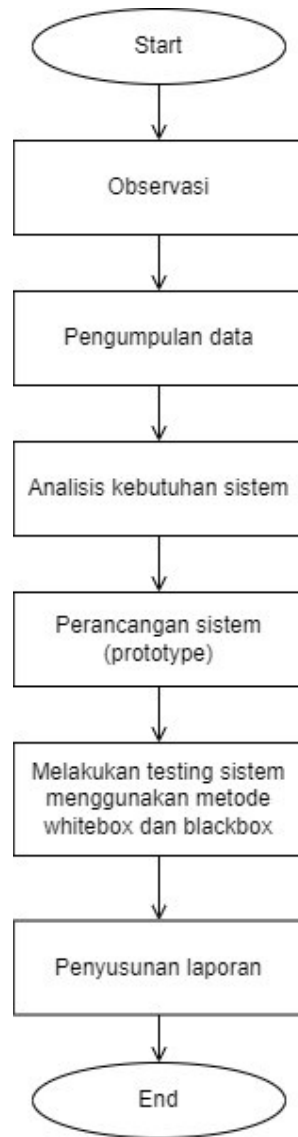 Start
Observasi
Pengumpulan data
Analisis kebutuhan sistem
Perancangan sistem
(prototype)
Melakukan testing sistem
menggunakan metode
whitebox dan blackbox
Penyusunan laporan
End